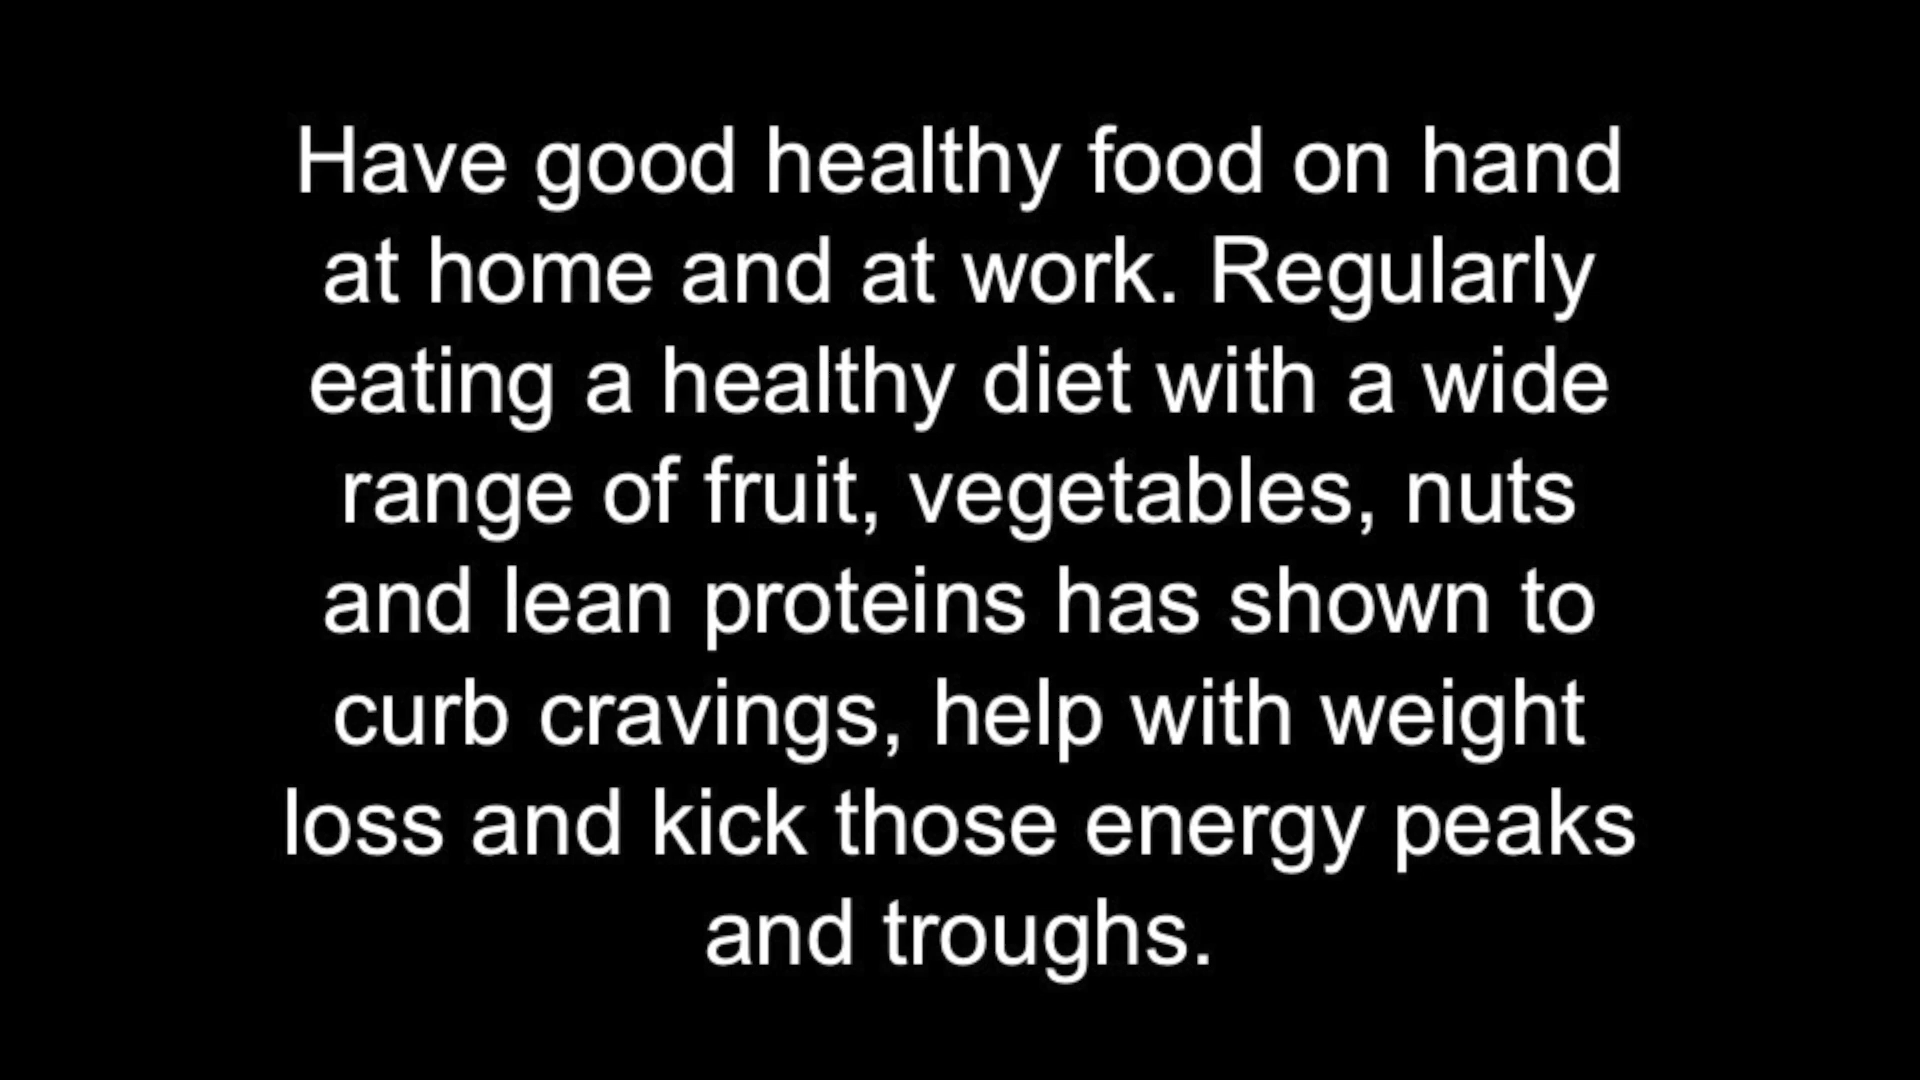 Have good healthy food on hand
at home and at work. Regularly
eating a healthy diet with a wide
range of fruit, vegetables, nuts
and lean proteins has shown to
curb cravings, help with weight
loss and kick those energy peaks
and troughs.